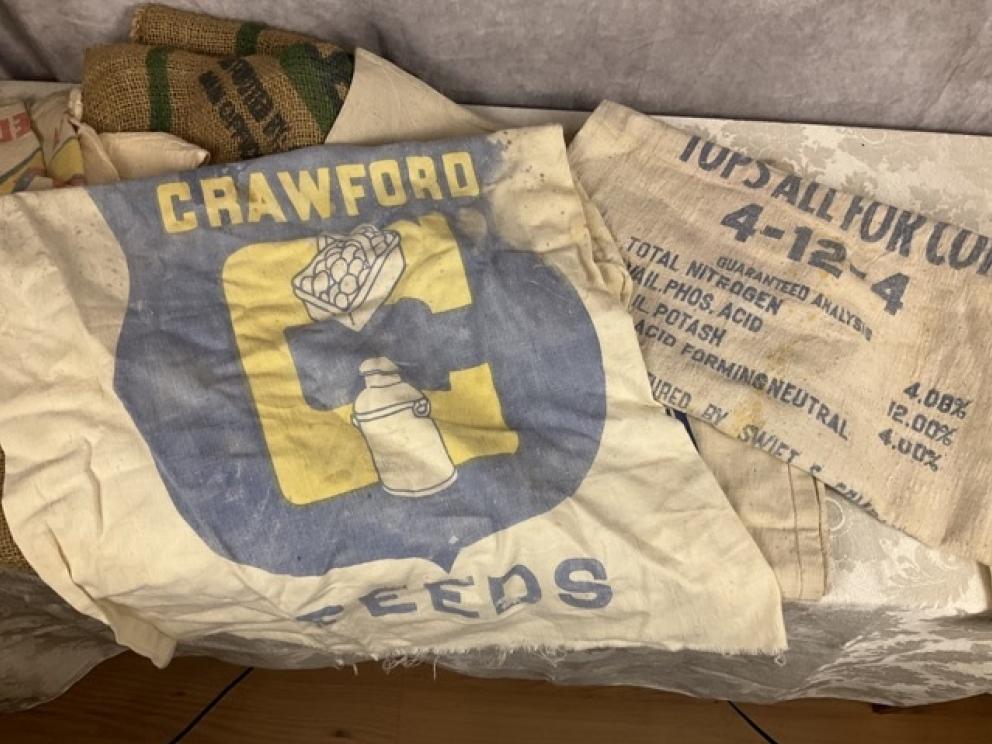 CRAWFORD
FEEDS
TOPS ALL FOR
4-12-4
GUARANTEED ANALYSIS
TOTAL NITROGEN 4.08%
PHOS. ACID 12.00%
POTASH 4.00%
ACID FORMING NEUTRAL
BY SWIFT &